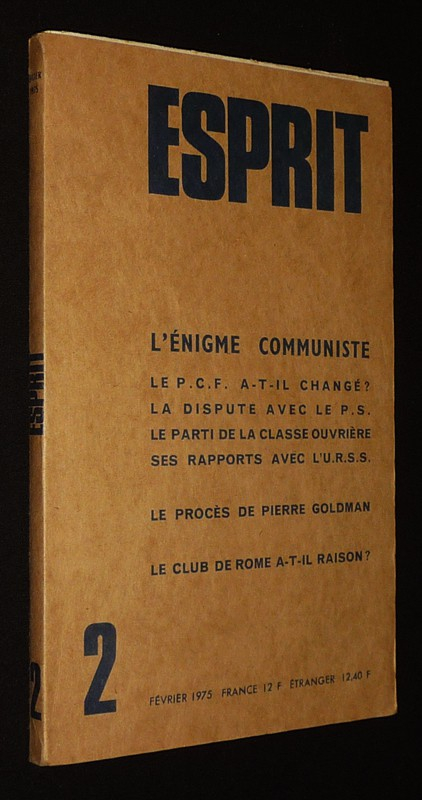 ESPRIT
L'ÉNIGME COMMUNISTE
LE P.C.F. A-T-IL CHANGÉ?
LA DISPUTE AVEC LE P.S.
LE PARTI DE LA CLASSE OUVRIÈRE
SES RAPPORTS AVEC L'U.R.S.S.
LE PROCÈS DE PIERRE GOLDMAN
LE CLUB DE ROME A-T-IL RAISON?
2
FÉVRIER 1975 FRANCE 12 F ÉTRANGER 12,40 F
1975
ESPRIT
2